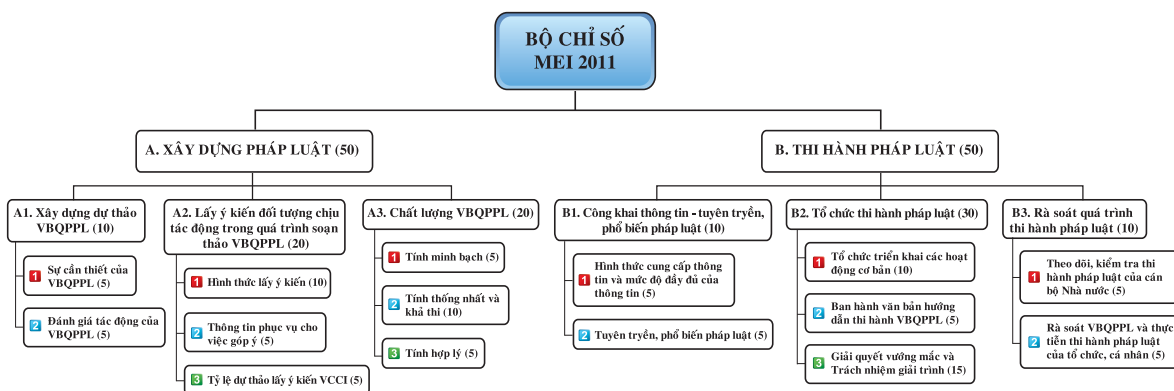 BỘ CHỈ SỐ
MEI 2011
A. XÂY DỰNG PHÁP LUẬT (50)
A1. Xây dựng dự thảo
VBQPPL (10)
1 Sự cần thiết của
VBQPPL (5)
2 Đánh giá tác động của
VBQPPL (5)
A2. Lấy ý kiến đối tượng chịu
tác động trong quá trình soạn
thảo VBQPPL (20)
1 Hình thức lấy ý kiến (10)
2 Thông tin phục vụ cho
việc góp ý (5)
3 Tỷ lệ dự thảo lấy ý kiến VCCI (5)
A3. Chất lượng VBQPPL (20)
1 Tính minh bạch (5)
2 Tính thống nhất và
khả thi (10)
3 Tính hợp lý (5)
B. THI HÀNH PHÁP LUẬT (50)
B1. Công khai thông tin - tuyên tryền,
phổ biến pháp luật (10)
1 Hình thức cung cấp thông
tin và mức độ đầy đủ của
thông tin (5)
2 Tuyên tryền, phổ biến pháp luật (5)
B2. Tổ chức thi hành pháp luật (30)
1 Tổ chức triển khai các hoạt
động cơ bản (10)
2 Ban hành văn bản hướng
dẫn thi hành VBQPPL (5)
3 Giải quyết vướng mắc và
Trách nhiệm giải trình (15)
B3. Rà soát quá trình
thi hành pháp luật (10)
1 Theo dõi, kiểm tra thi
hành pháp luật của cán
bộ Nhà nước (5)
2 Rà soát VBQPPL và thực
tiễn thi hành pháp luật
của tổ chức, cá nhân (5)